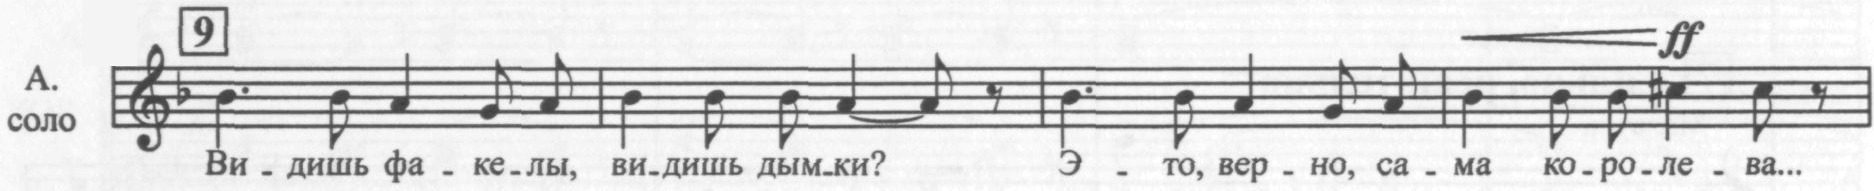 9
ff
А.
соло
Ви - дишь фа - ке - лы, ви - дишь дым - ки? Э - то, вер - но, са - ма ко - ро - ле - ва...